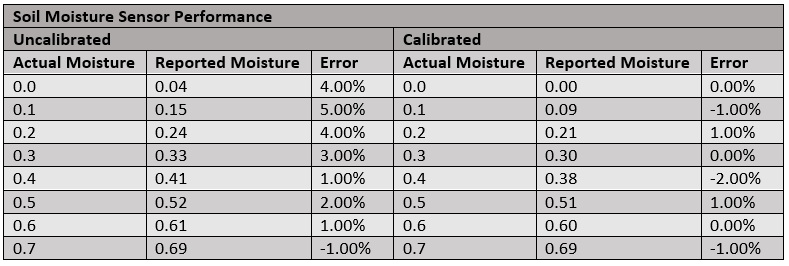 Soil Moisture Sensor Performance
Uncalibrated Calibrated
Actual Moisture Reported Moisture Error Actual Moisture Reported Moisture Error
0.0 0.04 4.00% 0.0 0.00 0.00%
0.1 0.15 5.00% 0.1 0.09 -1.00%
0.2 0.24 4.00% 0.2 0.21 1.00%
0.3 0.33 3.00% 0.3 0.30 0.00%
0.4 0.41 1.00% 0.4 0.38 -2.00%
0.5 0.52 2.00% 0.5 0.51 1.00%
0.6 0.61 1.00% 0.6 0.60 0.00%
0.7 0.69 -1.00% 0.7 0.69 -1.00%